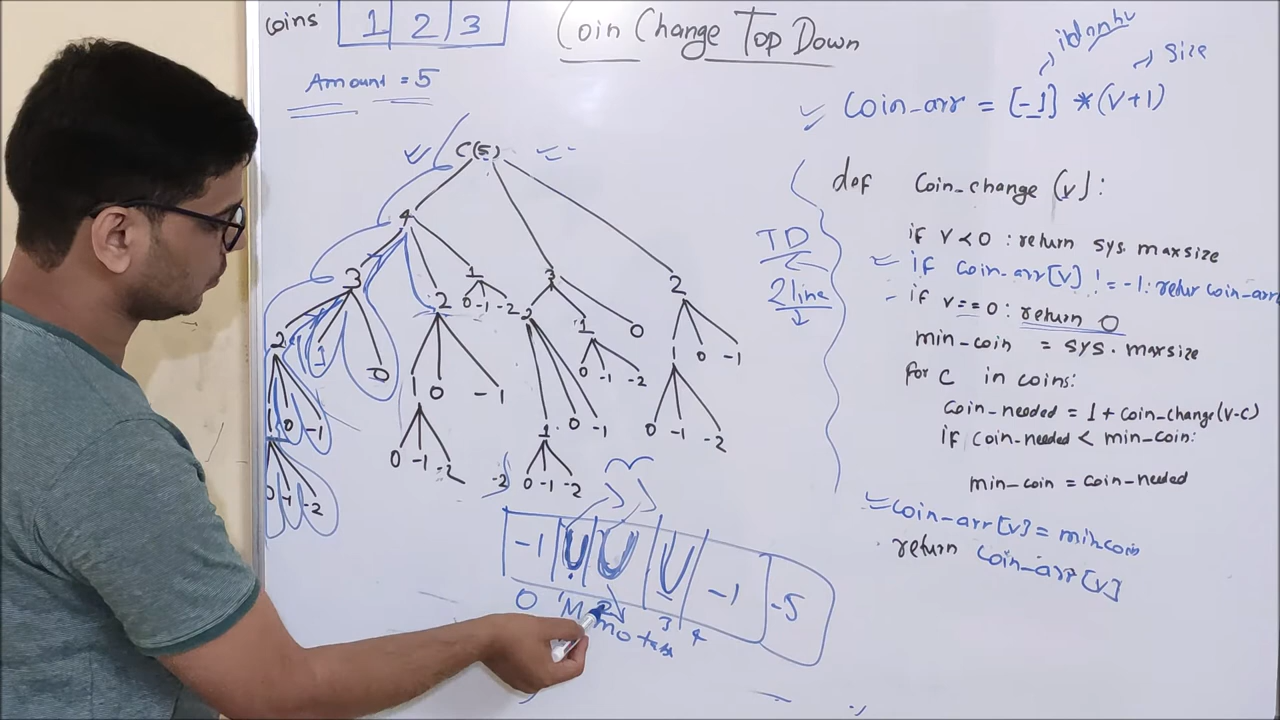 coins 1 2 3
Coin Change Top Down
Amount = 5
Size
Coin_arr = [-1] * (V+1)
def Coin_change (v):
if v < 0 : return sys. maxsize
if coin_arr[v] ! = -1: retur coin_arr
if v == 0 : return 0
min_coin = sys. maxsize
for C in coins:
coin_needed = 1 + coin_change(v-c)
if coin_needed < min_coin:
min_coin = coin_needed
coin_arr[v] = mincoin
return coin_arr[v]
TD
2 line
C(5)
4
3 1 3 2
2 2 0 -1 -2 2 1 0
1 0 0 -1 -2 1 0 -1
1 0 -1 1 0 -1 1 0 -1 0 -1 -2
0 -1 -2 0 -1 -2 0 -1 -2
-2
-1 -1 -5
0 1 2 3 4